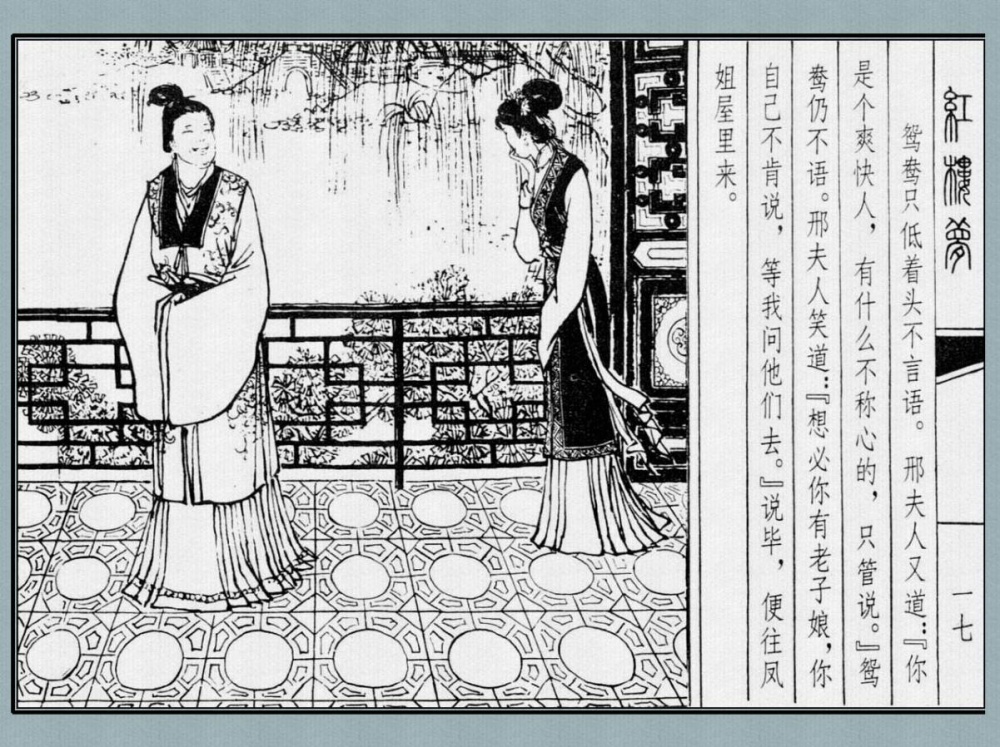 紅樓夢
一七
鸳鸯只低着头不言语。邢夫人又道：『你
是个爽快人，有什么不称心的，只管说。』鸳
鸯仍不语。邢夫人笑道：『想必你有老子娘，你
自己不肯说，等我问他们去。』说毕，便往凤
姐屋里来。